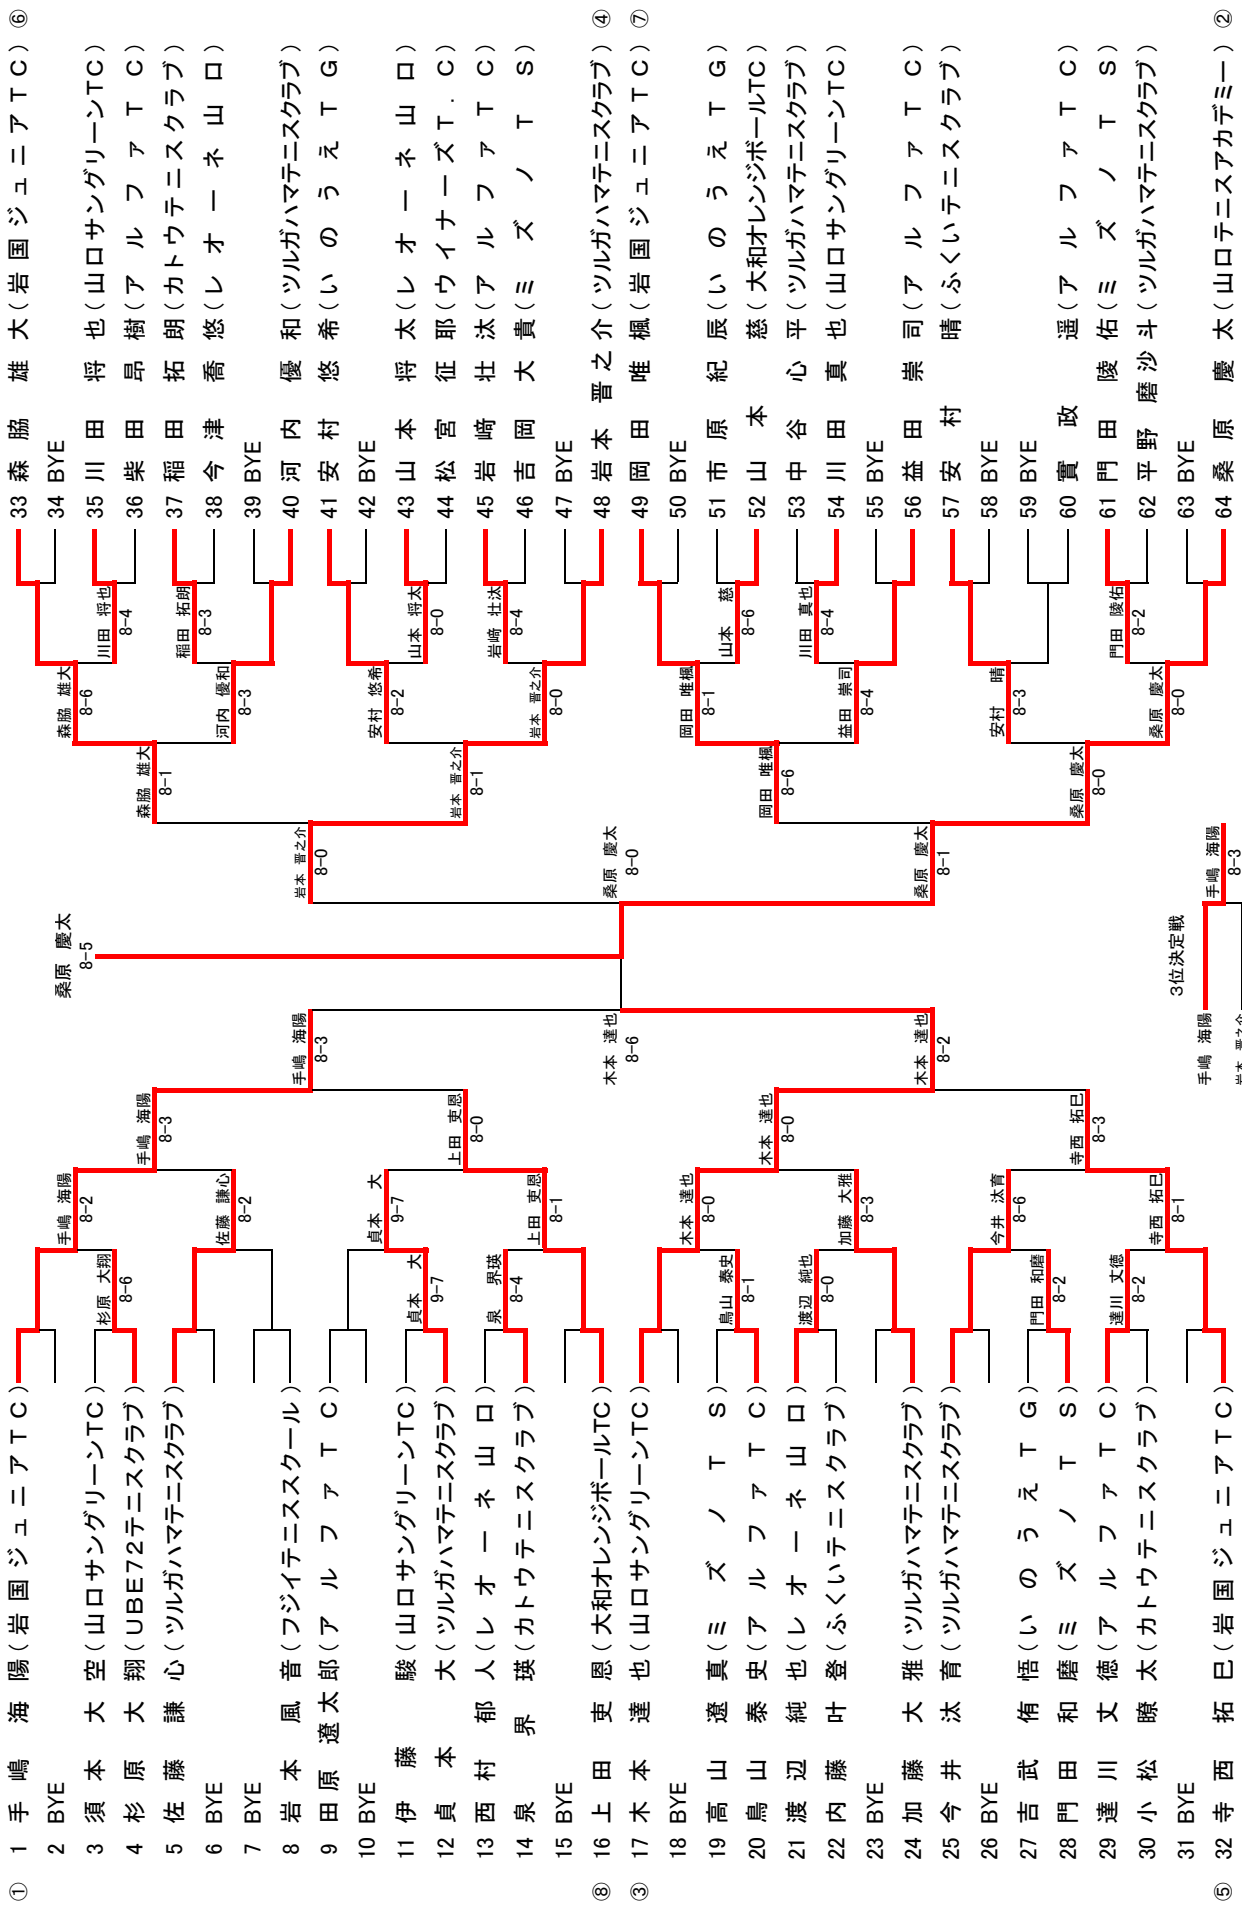 ① 1 手嶋 海陽 (岩国ジュニアTC)
2 BYE
3 須本 大空 (山口サングリーンTC)
4 杉原 大翔 (UBE72テニスクラブ)
5 佐藤 謙心 (ツルガハマテニスクラブ)
6 BYE
7 BYE
8 岩本 風音 (フジイテニススクール)
9 田原 遼太郎 (アルファTC)
10 BYE
11 伊藤 駿 (山口サングリーンTC)
12 貞本 大 (ツルガハマテニスクラブ)
13 西村 郁人 (レオーネ山口)
14 泉 界瑛 (カトウテニスクラブ)
15 BYE
⑧ 16 上田 吏恩 (大和オレンジボールTC)
③ 17 木本 達也 (山口サングリーンTC)
18 BYE
19 高山 遼真 (ミズノTS)
20 鳥山 泰史 (アルファTC)
21 渡辺 純也 (レオーネ山口)
22 内藤 叶登 (ふくいテニスクラブ)
23 BYE
24 加藤 大雅 (ツルガハマテニスクラブ)
25 今井 汰育 (ツルガハマテニスクラブ)
26 BYE
27 吉武 侑悟 (いのうえTG)
28 門田 和磨 (ミズノTS)
29 達川 丈徳 (アルファTC)
30 小松 瞭太 (カトウテニスクラブ)
31 BYE
⑤ 32 寺西 拓巳 (岩国ジュニアTC)
杉原 大翔
8-6
貞本 大
9-7
泉 界瑛
8-4
鳥山 泰史
8-1
渡辺 純也
8-0
門田 和磨
8-2
達川 丈徳
8-2
手嶋 海陽
8-2
佐藤 謙心
8-2
貞本 大
9-7
上田 吏恩
8-1
木本 達也
8-0
加藤 大雅
8-3
今井 汰育
8-6
寺西 拓巳
8-1
手嶋 海陽
8-3
上田 吏恩
8-0
木本 達也
8-0
寺西 拓巳
8-3
手嶋 海陽
8-3
木本 達也
8-2
木本 達也
8-6
桑原 慶太
8-5
3位決定戦
手嶋 海陽
岩本 晋之介
手嶋 海陽
8-3
桑原 慶太
8-0
岩本 晋之介
8-0
桑原 慶太
8-1
森脇 雄大
8-1
岩本 晋之介
8-1
岡田 唯楓
8-6
桑原 慶太
8-0
森脇 雄大
8-6
河内 優和
8-3
安村 悠希
8-2
岩本 晋之介
8-0
岡田 唯楓
8-1
益田 崇司
8-4
安村 晴
8-3
桑原 慶太
8-0
川田 将也
8-4
稲田 拓朗
8-3
山本 将太
8-0
岩﨑 壮汰
8-4
山本 慈
8-6
川田 真也
8-4
門田 陵佑
8-2
33 森脇 雄大 (岩国ジュニアTC) ⑥
34 BYE
35 川田 将也 (山口サングリーンTC)
36 柴田 昂樹 (アルファTC)
37 稲田 拓朗 (カトウテニスクラブ)
38 今津 喬悠 (レオーネ山口)
39 BYE
40 河内 優和 (ツルガハマテニスクラブ)
41 安村 悠希 (いのうえTG)
42 BYE
43 山本 将太 (レオーネ山口)
44 松宮 征耶 (ウイナーズT.C)
45 岩﨑 壮汰 (アルファTC)
46 吉岡 大貴 (ミズノTS)
47 BYE
48 岩本 晋之介 (ツルガハマテニスクラブ) ④
49 岡田 唯楓 (岩国ジュニアTC) ⑦
50 BYE
51 市原 紀辰 (いのうえTG)
52 山本 慈 (大和オレンジボールTC)
53 中谷 心平 (ツルガハマテニスクラブ)
54 川田 真也 (山口サングリーンTC)
55 BYE
56 益田 崇司 (アルファTC)
57 安村 晴 (ふくいテニスクラブ)
58 BYE
59 BYE
60 實政 遥 (アルファTC)
61 門田 陵佑 (ミズノTS)
62 平野 磨沙斗 (ツルガハマテニスクラブ)
63 BYE
64 桑原 慶太 (山口テニスアカデミー) ②